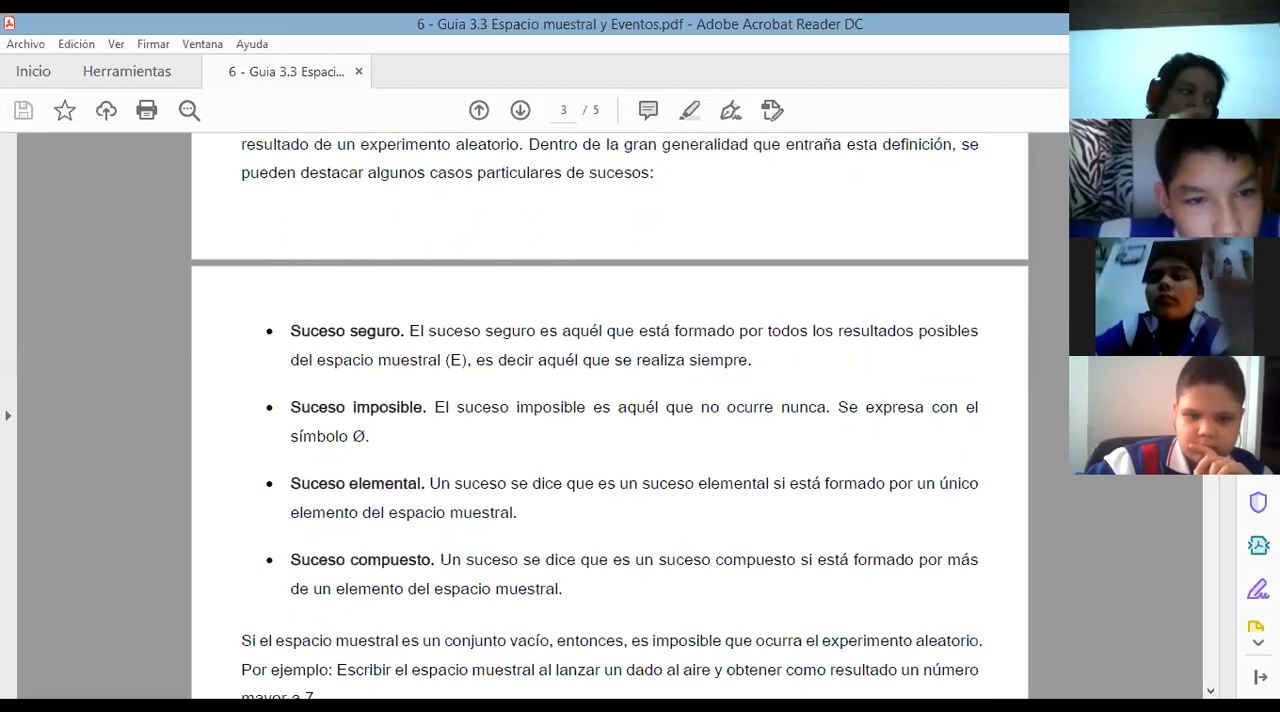 6 - Guia 3.3 Espacio muestral y Eventos.pdf - Adobe Acrobat Reader DC
Archivo Edición Ver Firmar Ventana Ayuda
Inicio Herramientas 6 - Guia 3.3 Espaci... ×
3 / 5
resultado de un experimento aleatorio. Dentro de la gran generalidad que entraña esta definición, se
pueden destacar algunos casos particulares de sucesos:
• Suceso seguro. El suceso seguro es aquél que está formado por todos los resultados posibles
del espacio muestral (E), es decir aquél que se realiza siempre.
• Suceso imposible. El suceso imposible es aquél que no ocurre nunca. Se expresa con el
símbolo Ø.
• Suceso elemental. Un suceso se dice que es un suceso elemental si está formado por un único
elemento del espacio muestral.
• Suceso compuesto. Un suceso se dice que es un suceso compuesto si está formado por más
de un elemento del espacio muestral.
Si el espacio muestral es un conjunto vacío, entonces, es imposible que ocurra el experimento aleatorio.
Por ejemplo: Escribir el espacio muestral al lanzar un dado al aire y obtener como resultado un número
mayor a 7